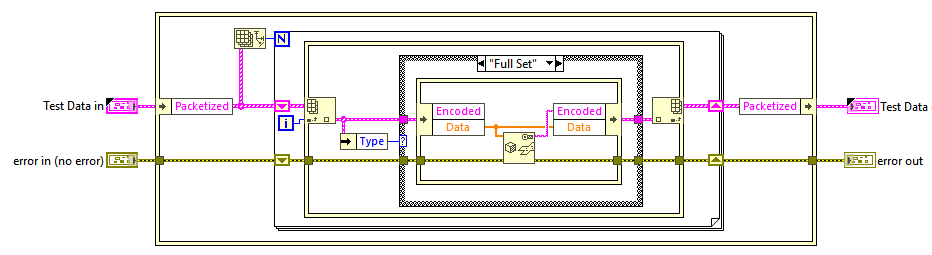 N
"Full Set"
Test Data in
Packetized
Encoded
Data
Encoded
Data
Packetized
Test Data
i
Type
?
error in (no error)
error out